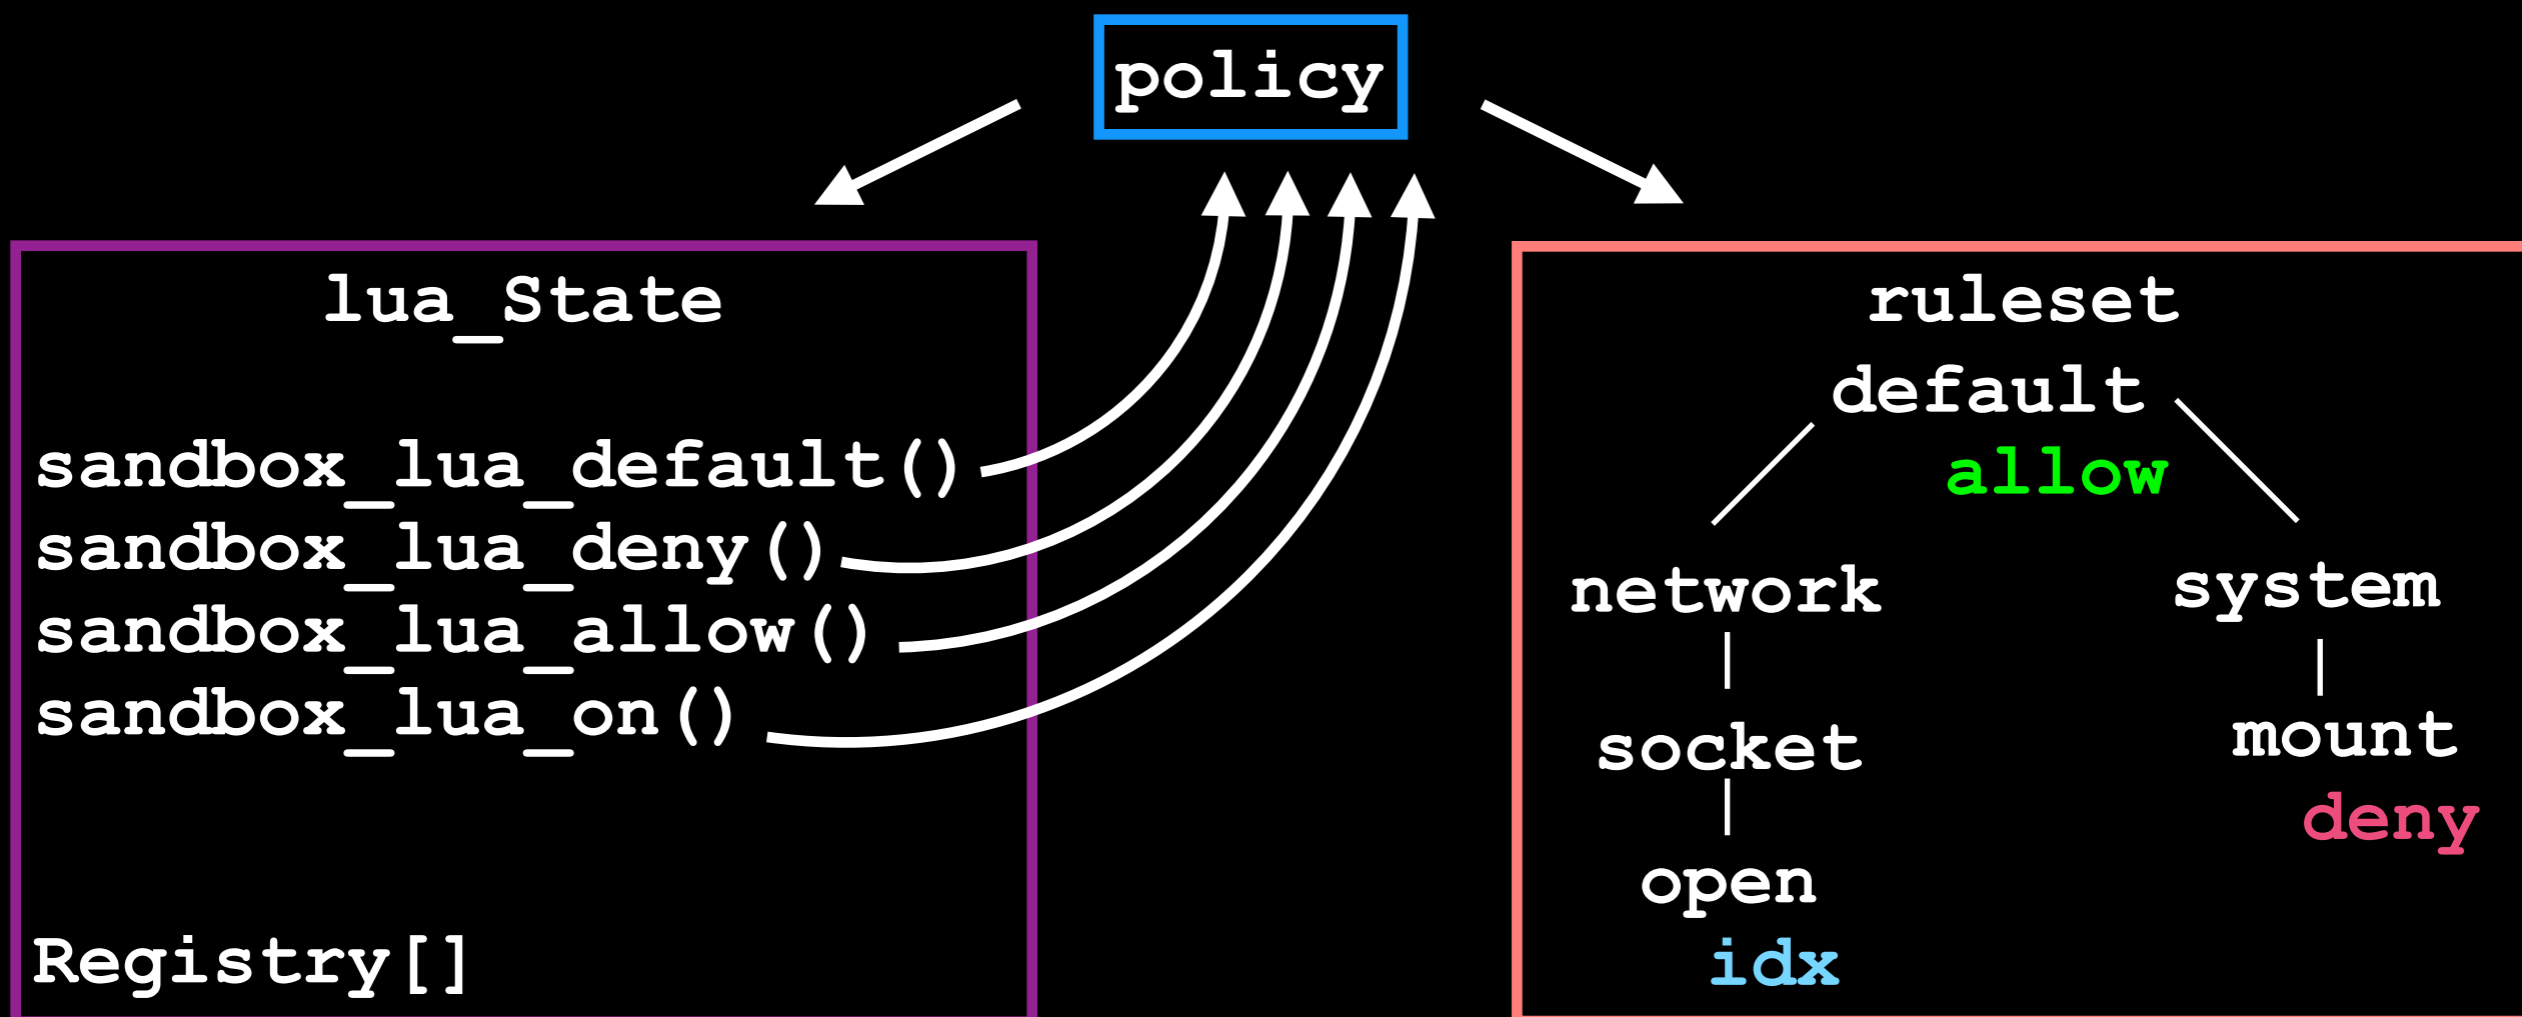 policy
lua_State
sandbox_lua_default()
sandbox_lua_deny()
sandbox_lua_allow()
sandbox_lua_on()
Registry[]
ruleset
default
allow
network
system
socket
mount
deny
open
idx